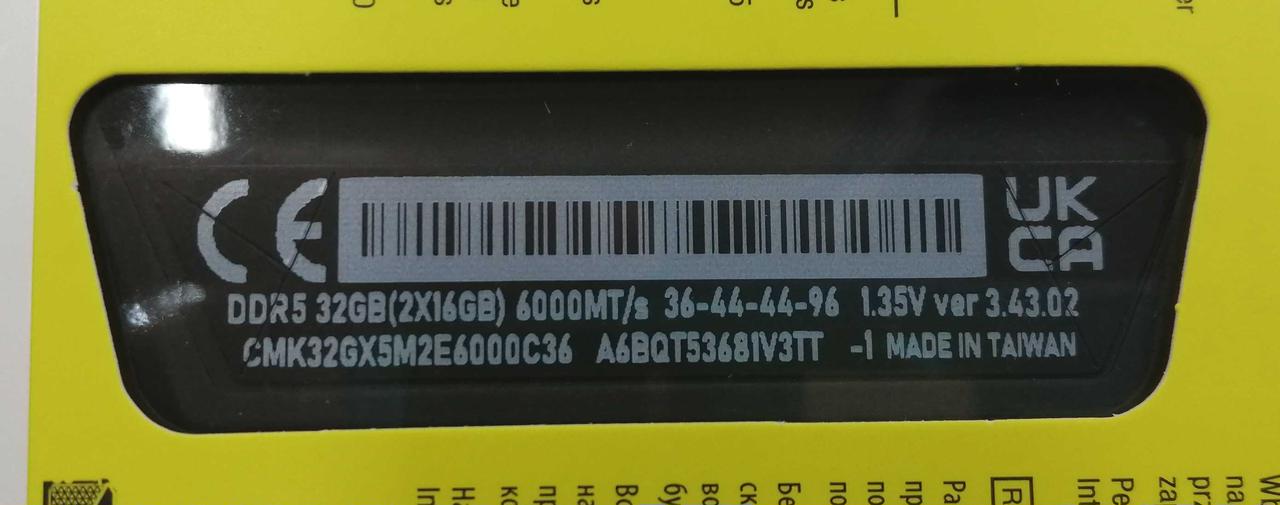 CE
UK
CA
DDR5 32GB(2X16GB) 6000MT/s 36-44-44-96 1.35V ver 3.43.02
CMK32GX5M2E6000C36 A6BQT53681V3TT -1 MADE IN TAIWAN